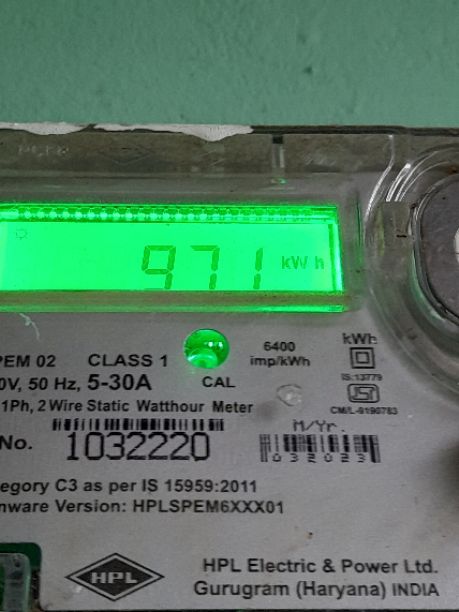 971 kWh
PEM 02 CLASS 1
0V, 50 Hz, 5-30A
CAL
6400
imp/kWh
kWh
IS:13779
ISI
CM/L-9190783
1Ph, 2 Wire Static Watthour Meter
No. 1032220
M/Yr.
032023
egory C3 as per IS 15959:2011
nware Version: HPLSPEM6XXX01
HPL
HPL Electric & Power Ltd.
Gurugram (Haryana) INDIA